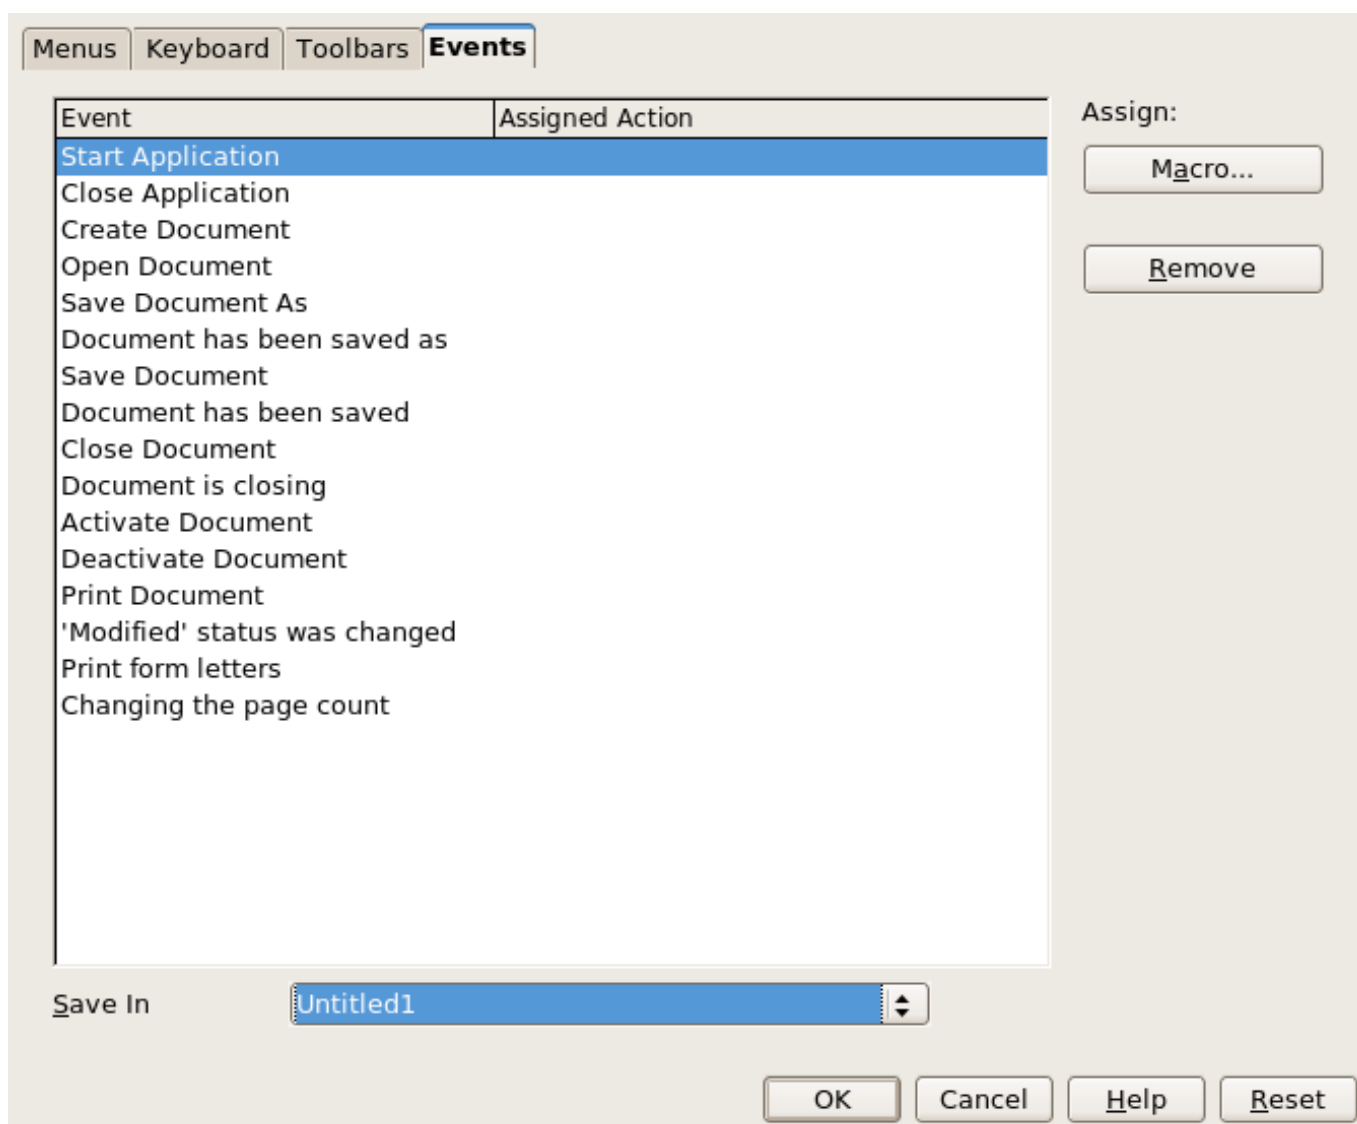 Menus Keyboard Toolbars Events
Event Assigned Action
Assign:
Start Application
Macro...
Close Application
Create Document
Open Document
Remove
Save Document As
Document has been saved as
Save Document
Document has been saved
Close Document
Document is closing
Activate Document
Deactivate Document
Print Document
'Modified' status was changed
Print form letters
Changing the page count
Save In Untitled1
OK Cancel Help Reset